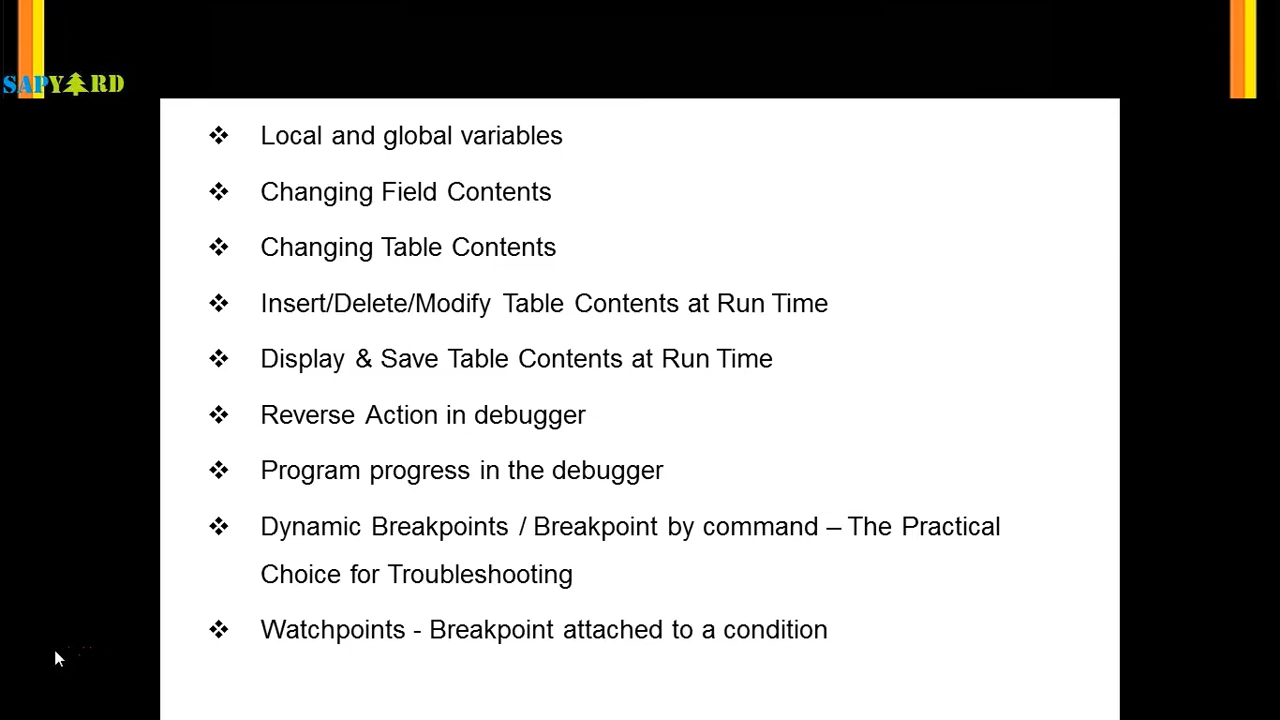 SAPYARD
Local and global variables
Changing Field Contents
Changing Table Contents
Insert/Delete/Modify Table Contents at Run Time
Display & Save Table Contents at Run Time
Reverse Action in debugger
Program progress in the debugger
Dynamic Breakpoints / Breakpoint by command – The Practical
Choice for Troubleshooting
Watchpoints - Breakpoint attached to a condition